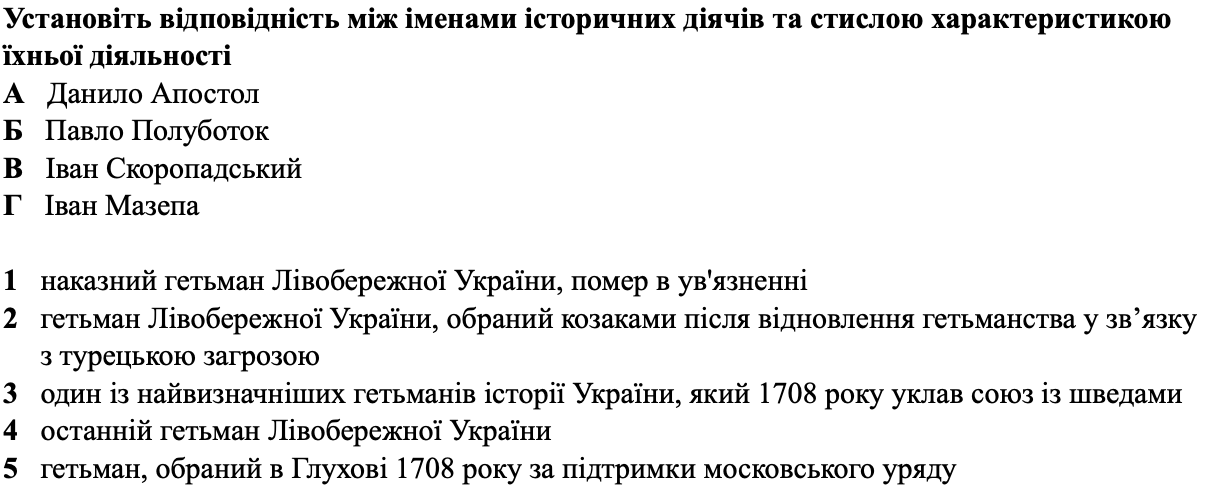 Установіть відповідність між іменами історичних діячів та стислою характеристикою
їхньої діяльності
А Данило Апостол
Б Павло Полуботок
В Іван Скоропадський
Г Іван Мазепа
1 наказний гетьман Лівобережної України, помер в ув'язненні
2 гетьман Лівобережної України, обраний козаками після відновлення гетьманства у зв’язку
з турецькою загрозою
3 один із найвизначніших гетьманів історії України, який 1708 року уклав союз із шведами
4 останній гетьман Лівобережної України
5 гетьман, обраний в Глухові 1708 року за підтримки московського уряду